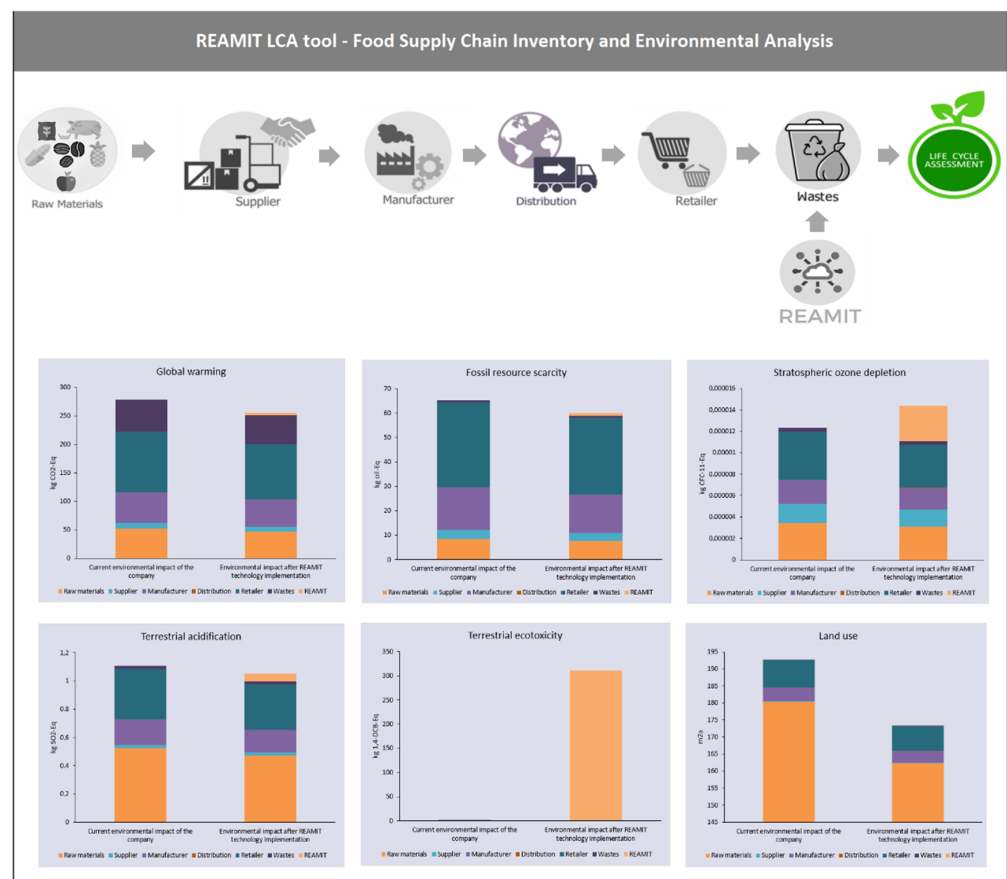 REAMIT LCA tool - Food Supply Chain Inventory and Environmental Analysis
Raw Materials
Supplier
Manufacturer
Distribution
Retailer
Wastes
LIFE CYCLE
ASSESSMENT
REAMIT
Global warming
300
250
200
150
100
50
0
kg CO2-Eq
Current environmental impact of the
company
Environmental impact after REAMIT
technology implementation
Raw materials Supplier Manufacturer Distribution Retailer Wastes REAMIT
Fossil resource scarcity
70
60
50
40
30
20
10
0
kg oil-Eq
Current environmental impact of the
company
Environmental impact after REAMIT
technology implementation
Raw materials Supplier Manufacturer Distribution Retailer Wastes REAMIT
Stratospheric ozone depletion
0,000016
0,000014
0,000012
0,00001
0,000008
0,000006
0,000004
0,000002
0
kg CFC-11-Eq
Current environmental impact of the
company
Environmental impact after REAMIT
technology implementation
Raw materials Supplier Manufacturer Distribution Retailer Wastes REAMIT
Terrestrial acidification
1,2
1
0,8
0,6
0,4
0,2
0
kg SO2-Eq
Current environmental impact of the
company
Environmental impact after REAMIT
technology implementation
Raw materials Supplier Manufacturer Distribution Retailer Wastes REAMIT
Terrestrial ecotoxicity
350
300
250
200
150
100
50
0
kg 1,4-DCB-Eq
Current environmental impact of the
company
Environmental impact after REAMIT
technology implementation
Raw materials Supplier Manufacturer Distribution Retailer Wastes REAMIT
Land use
195
190
185
180
175
170
165
160
155
150
145
m2a
Current environmental impact of the
company
Environmental impact after REAMIT
technology implementation
Raw materials Supplier Manufacturer Distribution Retailer Wastes REAMIT